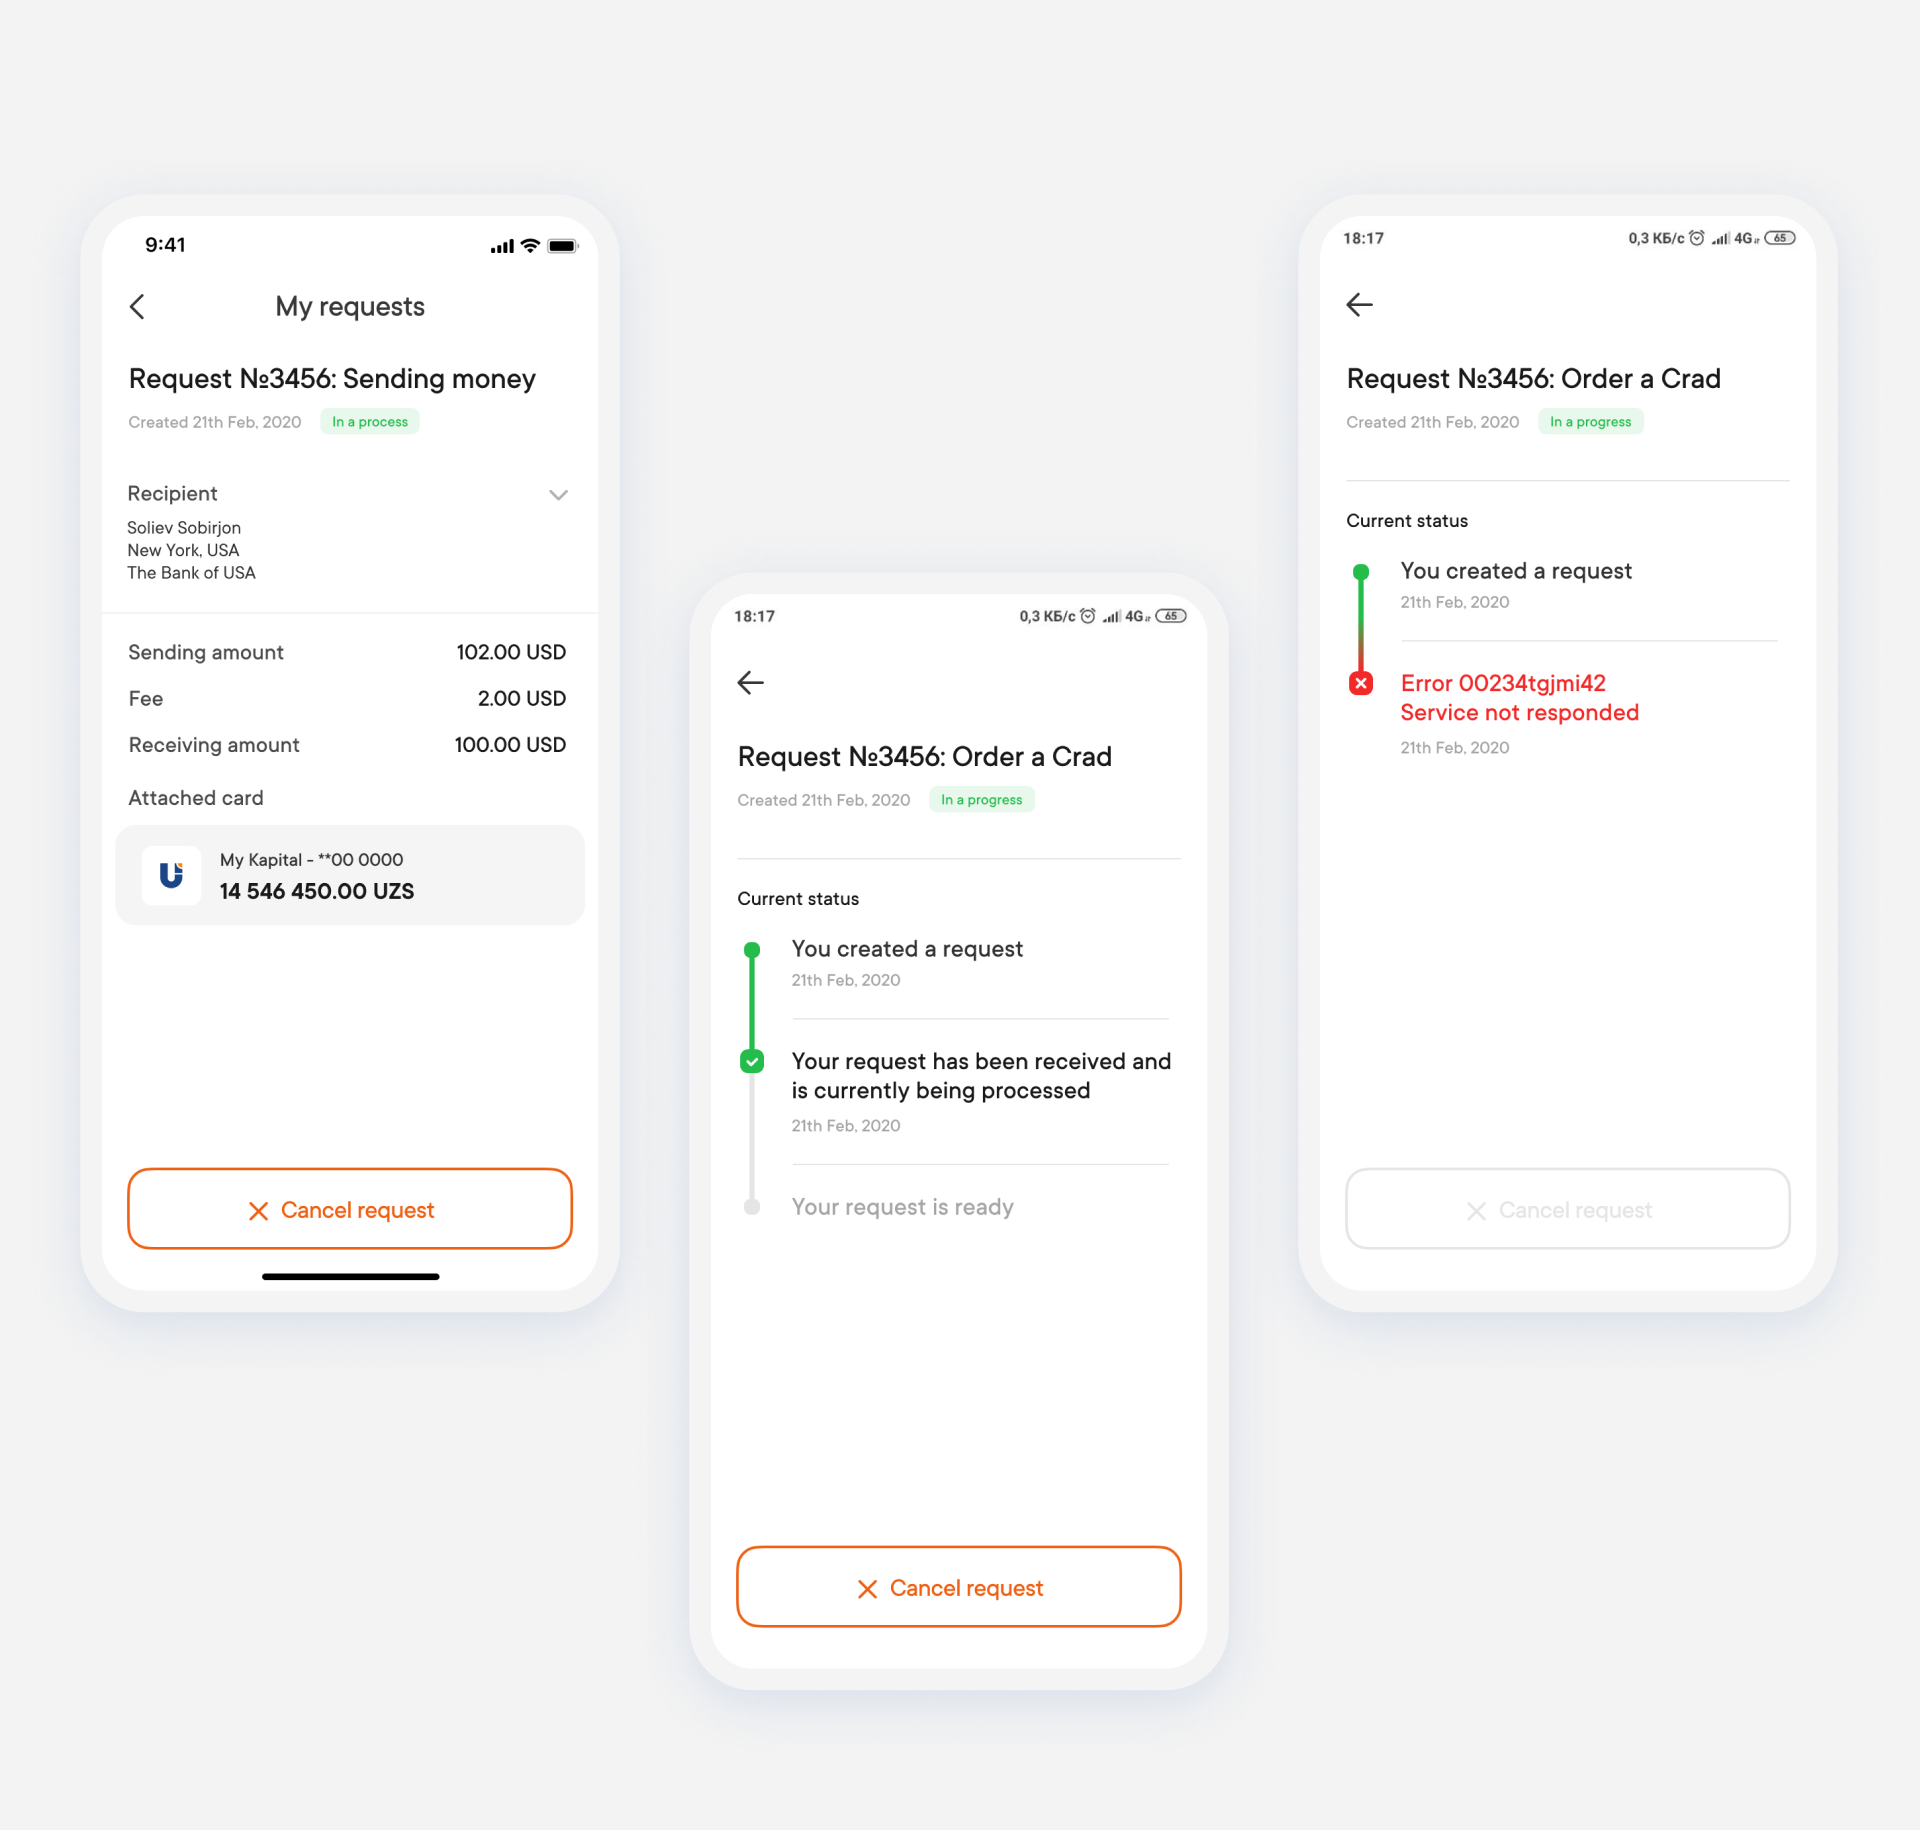 9:41
My requests
Request №3456: Sending money
Created 21th Feb, 2020 In a process
Recipient
Soliev Sobirjon
New York, USA
The Bank of USA
Sending amount 102.00 USD
Fee 2.00 USD
Receiving amount 100.00 USD
Attached card
My Kapital - **00 0000
14 546 450.00 UZS
Cancel request
18:17 0,3 КБ/с 4G 65
Request №3456: Order a Crad
Created 21th Feb, 2020 In a progress
Current status
You created a request
21th Feb, 2020
Your request has been received and
is currently being processed
21th Feb, 2020
Your request is ready
Cancel request
18:17 0,3 КБ/с 4G 65
Request №3456: Order a Crad
Created 21th Feb, 2020 In a progress
Current status
You created a request
21th Feb, 2020
Error 00234tgjmi42
Service not responded
21th Feb, 2020
Cancel request